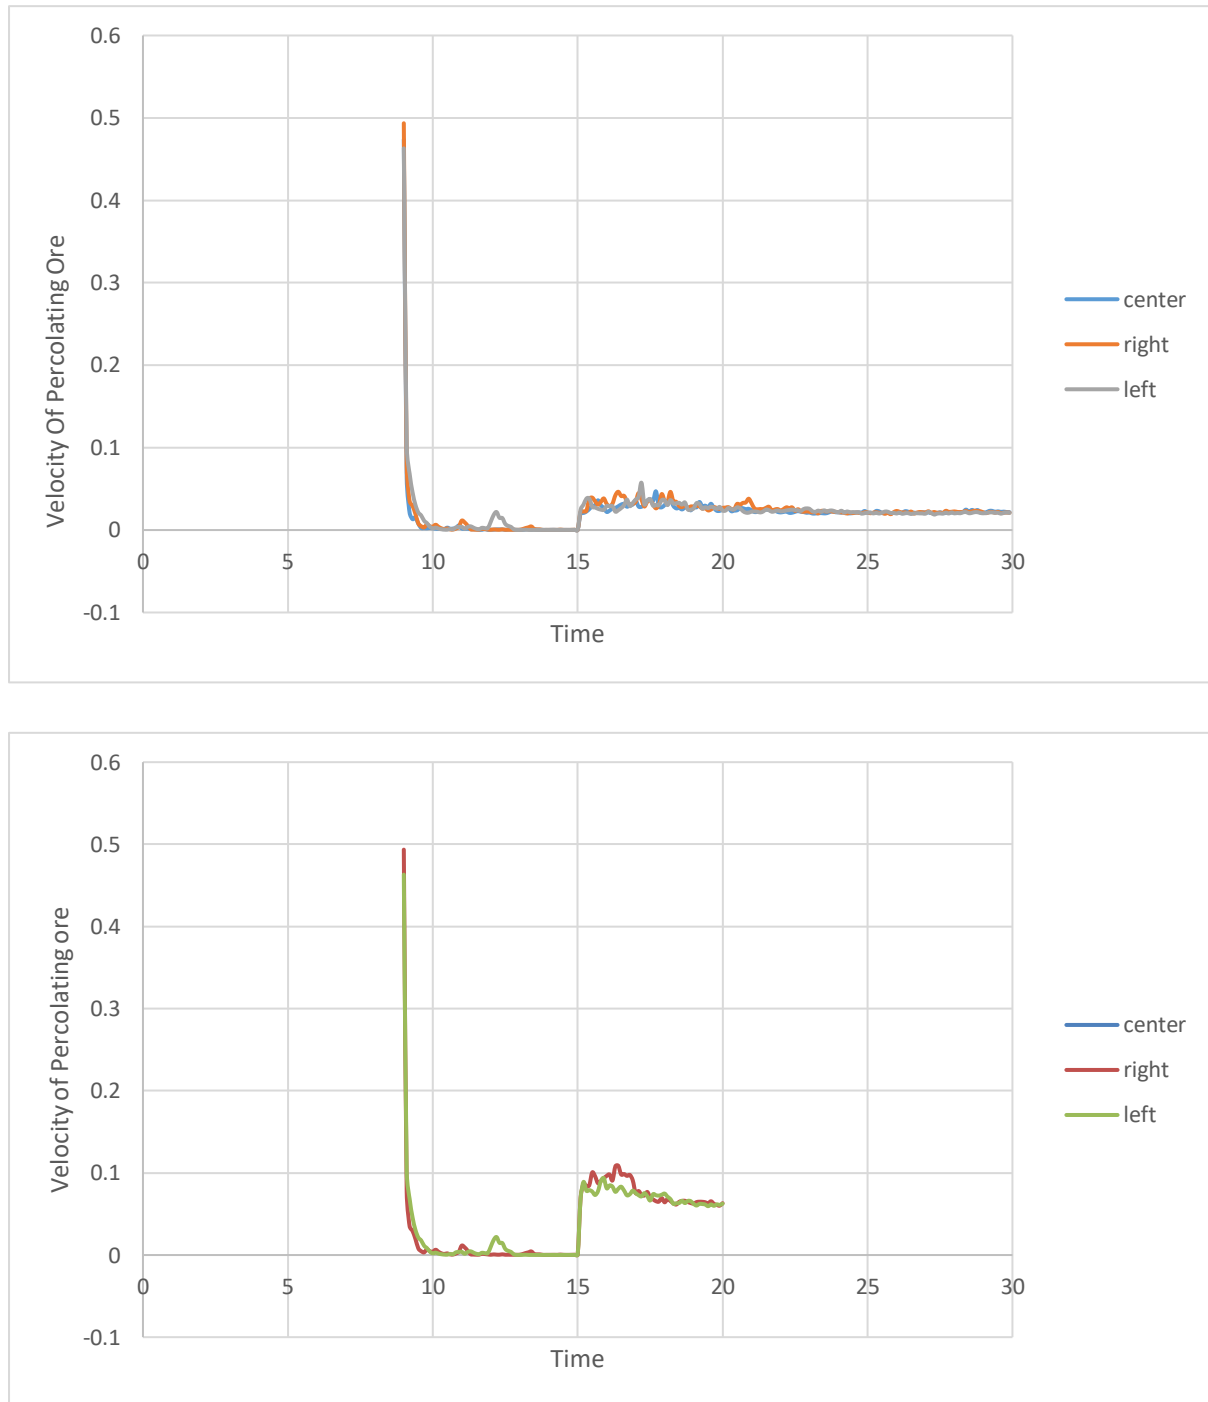 0.6
0.5
0.4
0.3
0.2
0.1
0
-0.1
0 5 10 15 20 25 30
Velocity Of Percolating Ore
Time
center
right
left
0.6
0.5
0.4
0.3
0.2
0.1
0
-0.1
0 5 10 15 20 25 30
Velocity of Percolating ore
Time
center
right
left